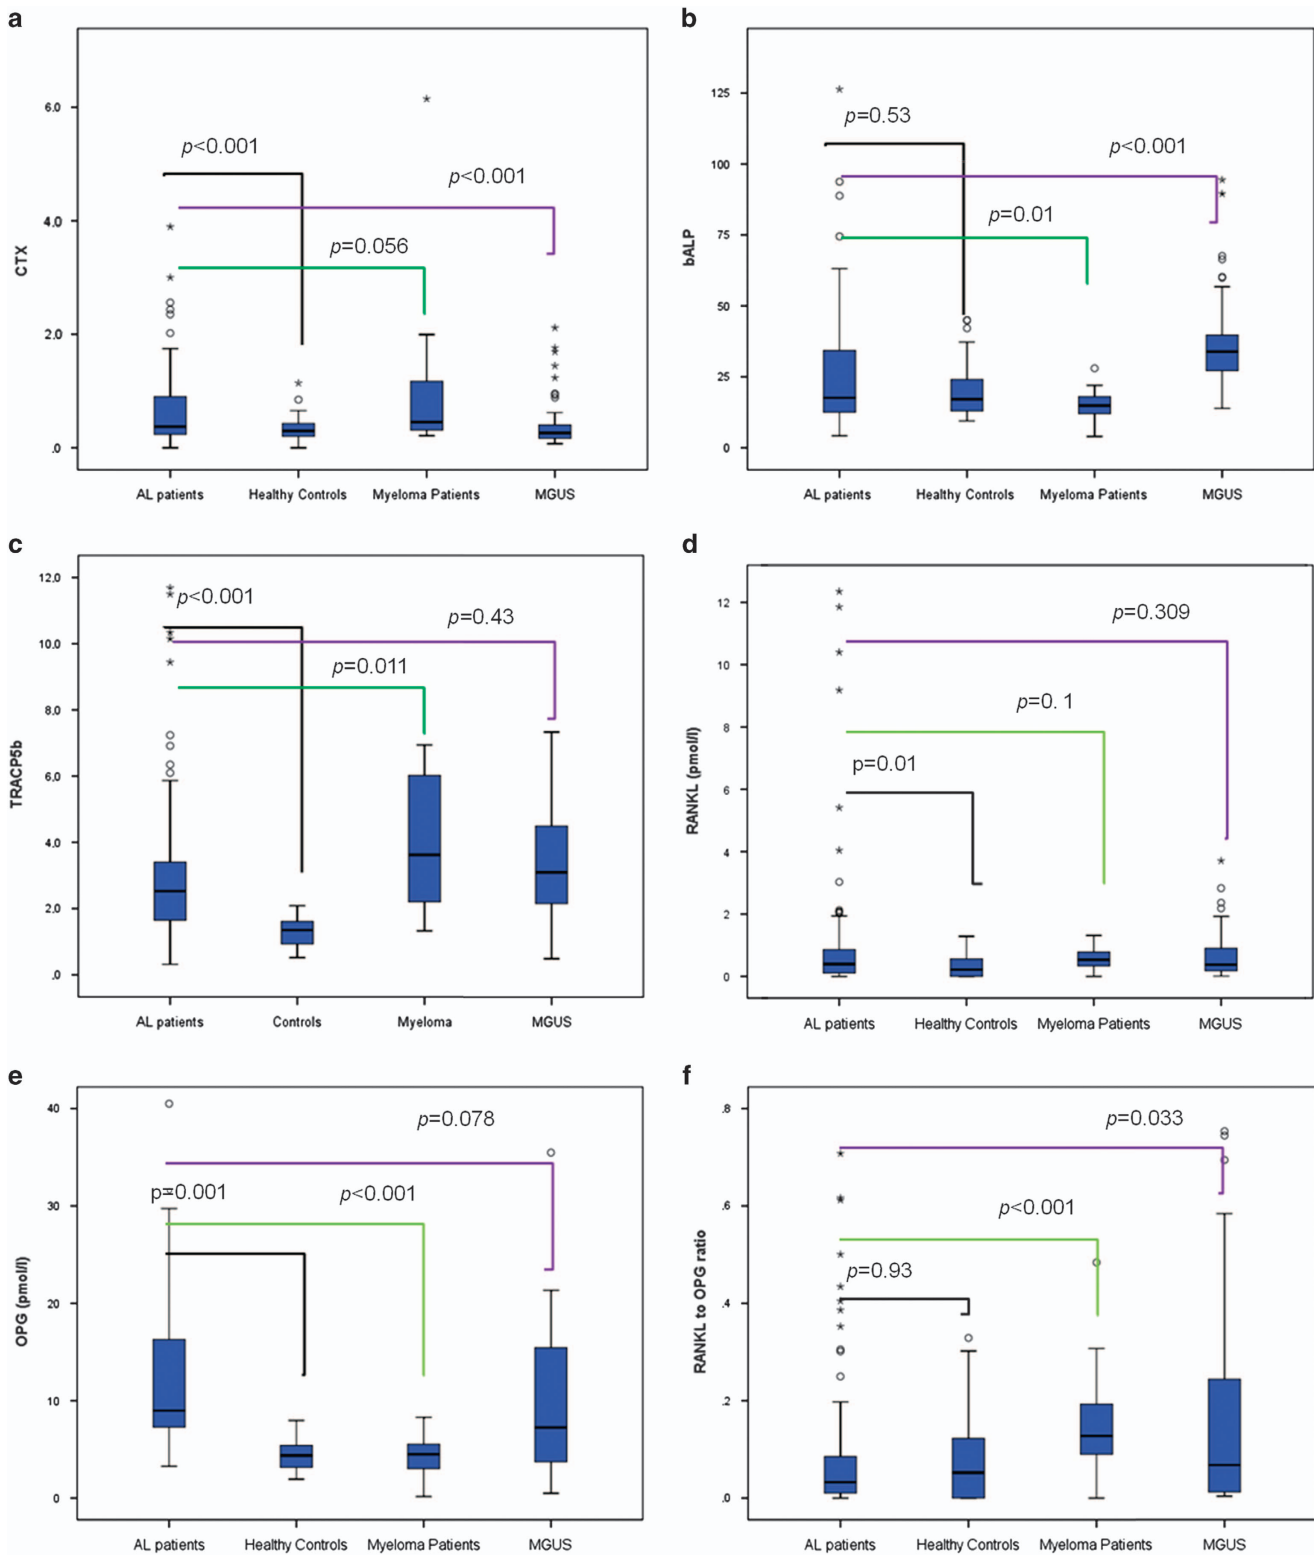 a
CTX
6.0
4.0
2.0
.0
p<0.001
p<0.001
p=0.056
AL patients Healthy Controls Myeloma Patients MGUS
b
bALP
125
100
75
50
25
0
p=0.53
p<0.001
p=0.01
AL patients Healthy Controls Myeloma Patients MGUS
c
TRACP5b
12.0
10.0
8.0
6.0
4.0
2.0
.0
p<0.001
p=0.43
p=0.011
AL patients Controls Myeloma MGUS
d
RANKL (pmol/l)
12
10
8
6
4
2
0
p=0.309
p=0. 1
p=0.01
AL patients Healthy Controls Myeloma Patients MGUS
e
OPG (pmol/l)
40
30
20
10
0
p=0.078
p=0.001 p<0.001
AL patients Healthy Controls Myeloma Patients MGUS
f
RANKL to OPG ratio
.8
.6
.4
.2
.0
p=0.033
p<0.001
p=0.93
AL patients Healthy Controls Myeloma Patients MGUS